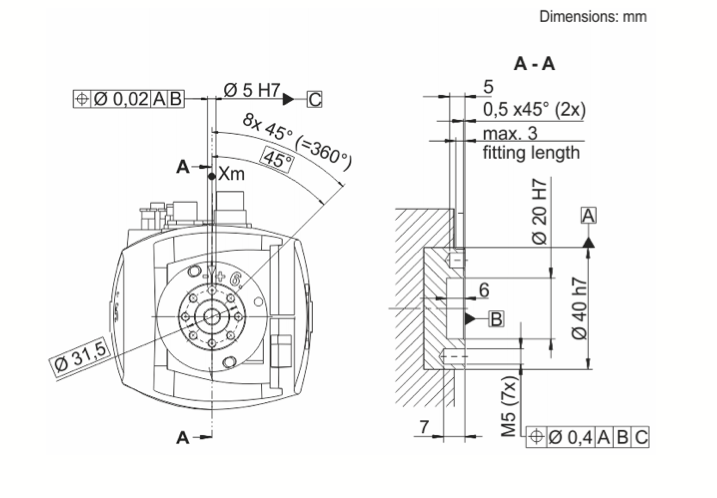 Dimensions: mm
A - A
⌖ Ø 0,02 A B
Ø 5 H7
C
8x 45° (=360°)
45°
A
Xm
- + 6.
Ø 31,5
A
5
0,5 x45° (2x)
max. 3
fitting length
Ø 20 H7
A
6
B
Ø 40 h7
7
M5 (7x)
⌖ Ø 0,4 A B C